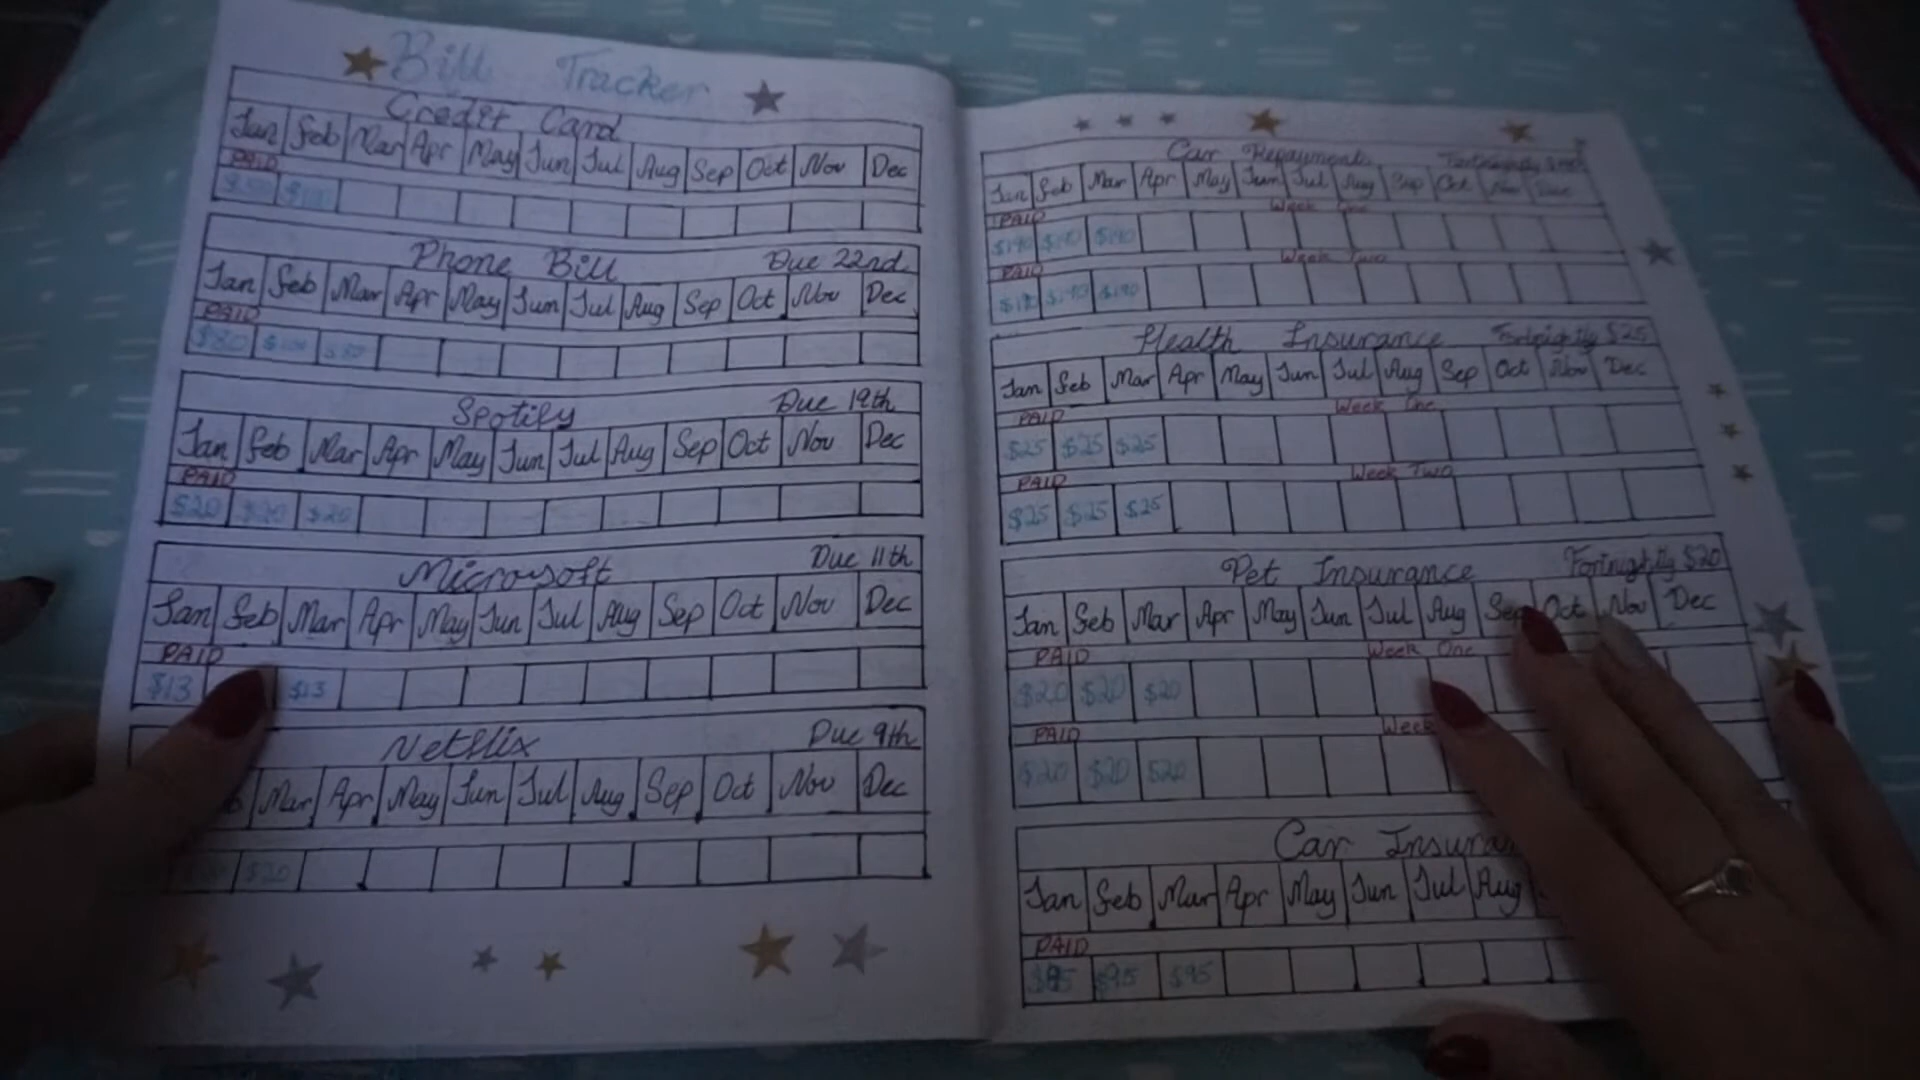 Bill Tracker
Credit Card
Jan Feb Mar Apr May Jun Jul Aug Sep Oct Nov Dec
PAID
Phone Bill Due 22nd
Jan Feb Mar Apr May Jun Jul Aug Sep Oct Nov Dec
PAID
$80 $80
Spotify Due 19th
Jan Feb Mar Apr May Jun Jul Aug Sep Oct Nov Dec
PAID
$20 $20 $20
Microsoft Due 11th
Jan Feb Mar Apr May Jun Jul Aug Sep Oct Nov Dec
PAID
$13 $13
Netflix Due 9th
Mar Apr May Jun Jul Aug Sep Oct Nov Dec
$20
Car Repayment Fortnightly
Jan Feb Mar Apr May Jun Jul Aug Sep Oct Nov Dec
PAID Week One
$190 $190 $190
PAID Week Two
$190 $190 $190
Health Insurance Fortnightly $25
Jan Feb Mar Apr May Jun Jul Aug Sep Oct Nov Dec
PAID Week One
$25 $25 $25
PAID Week Two
$25 $25 $25
Pet Insurance Fortnightly $20
Jan Feb Mar Apr May Jun Jul Aug Sep Oct Nov Dec
PAID Week One
$20 $20 $20
PAID Week
$20 $20 $20
Car
Jan Feb Mar Apr May Jun Jul Aug
PAID
$95 $95